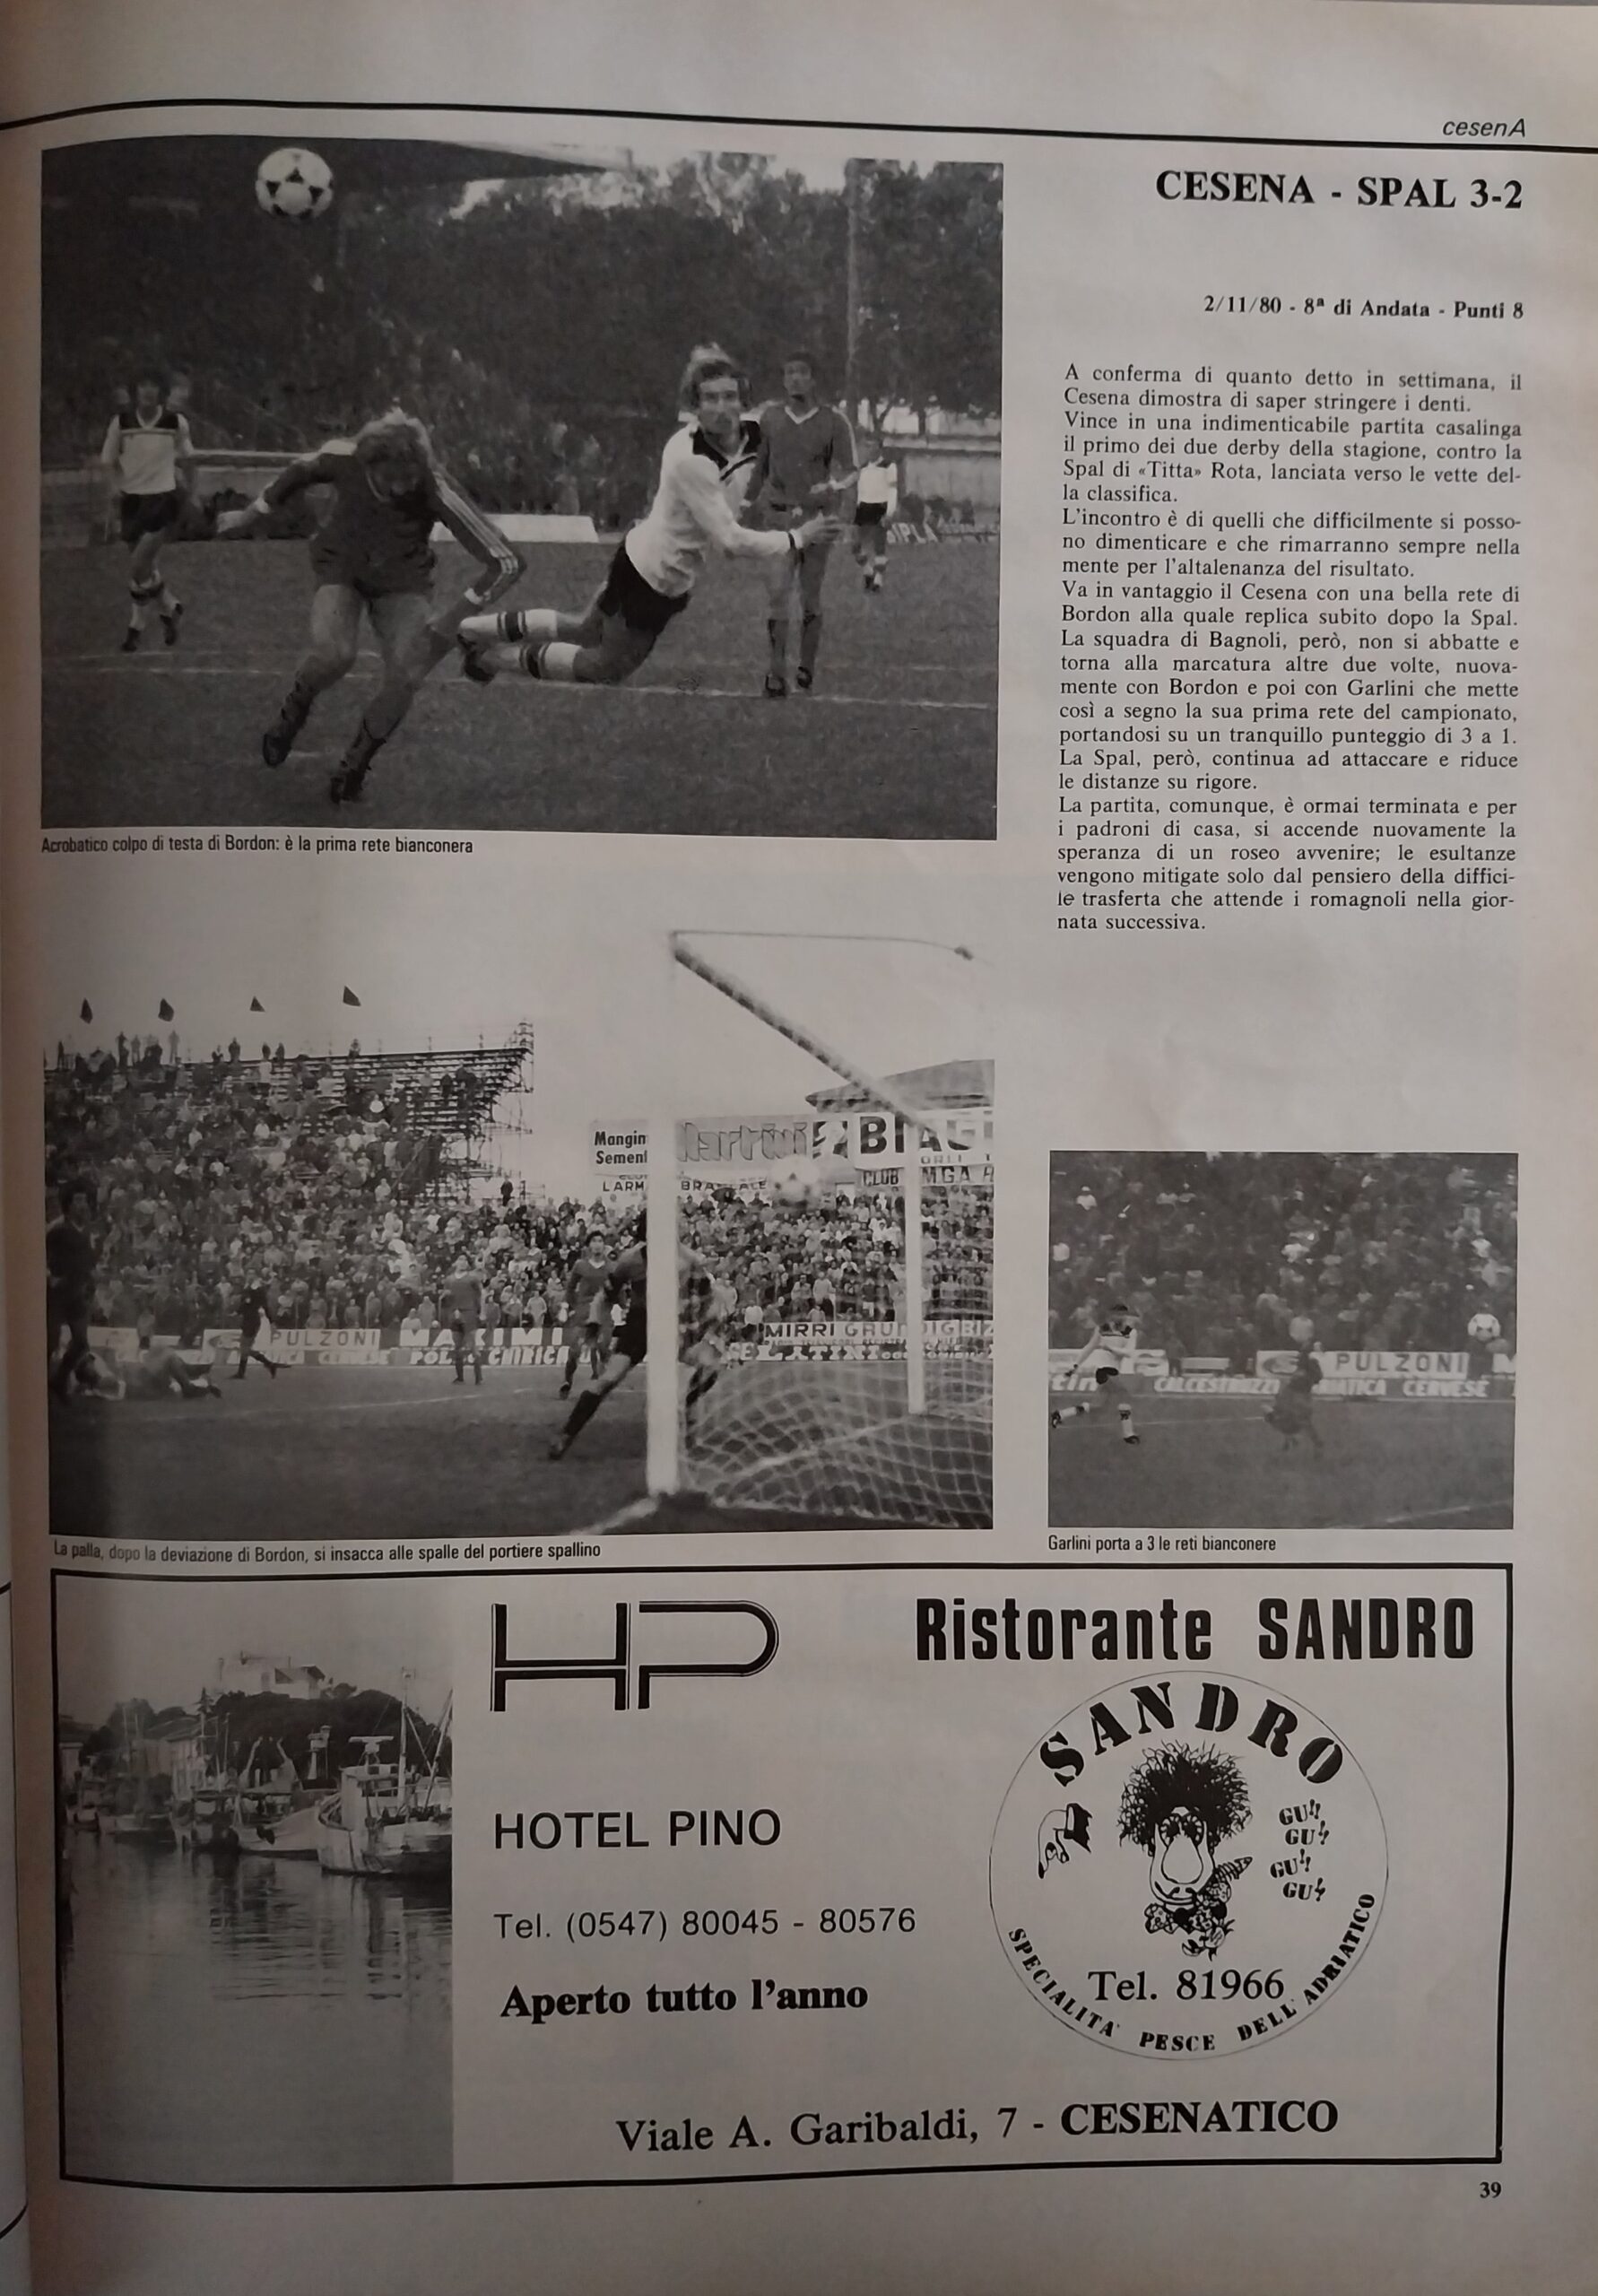 cesenA
CESENA - SPAL 3-2
2/11/80 - 8ª di Andata - Punti 8
A conferma di quanto detto in settimana, il
Cesena dimostra di saper stringere i denti.
Vince in una indimenticabile partita casalinga
il primo dei due derby della stagione, contro la
Spal di «Titta» Rota, lanciata verso le vette del-
la classifica.
L'incontro è di quelli che difficilmente si posso-
no dimenticare e che rimarranno sempre nella
mente per l'altalenanza del risultato.
Va in vantaggio il Cesena con una bella rete di
Bordon alla quale replica subito dopo la Spal.
La squadra di Bagnoli, però, non si abbatte e
torna alla marcatura altre due volte, nuova-
mente con Bordon e poi con Garlini che mette
così a segno la sua prima rete del campionato,
portandosi su un tranquillo punteggio di 3 a 1.
La Spal, però, continua ad attaccare e riduce
le distanze su rigore.
La partita, comunque, è ormai terminata e per
i padroni di casa, si accende nuovamente la
speranza di un roseo avvenire; le esultanze
vengono mitigate solo dal pensiero della diffici-
le trasferta che attende i romagnoli nella gior-
nata successiva.
Acrobatico colpo di testa di Bordon: è la prima rete bianconera
Mangim
Sement
LARM
Martini
BIAGI
CLUB
M.G.A
PULZONI
MAXIMI
MIRRI GRUNDIG BIZ
La palla, dopo la deviazione di Bordon, si insacca alle spalle del portiere spallino
PULZONI
CALCESTRUZZI
CERVESE
Garlini porta a 3 le reti bianconere
HP
HOTEL PINO
Tel. (0547) 80045 - 80576
Aperto tutto l'anno
Ristorante SANDRO
SANDRO
GU!!
GU!
GU!!
GU!
Tel. 81966
SPECIALITA' PESCE DELL'ADRIATICO
Viale A. Garibaldi, 7 - CESENATICO
39